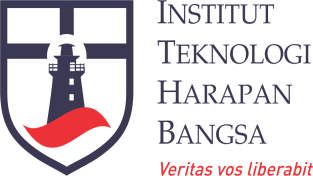 INSTITUT
TEKNOLOGI
HARAPAN
BANGSA
Veritas vos liberabit